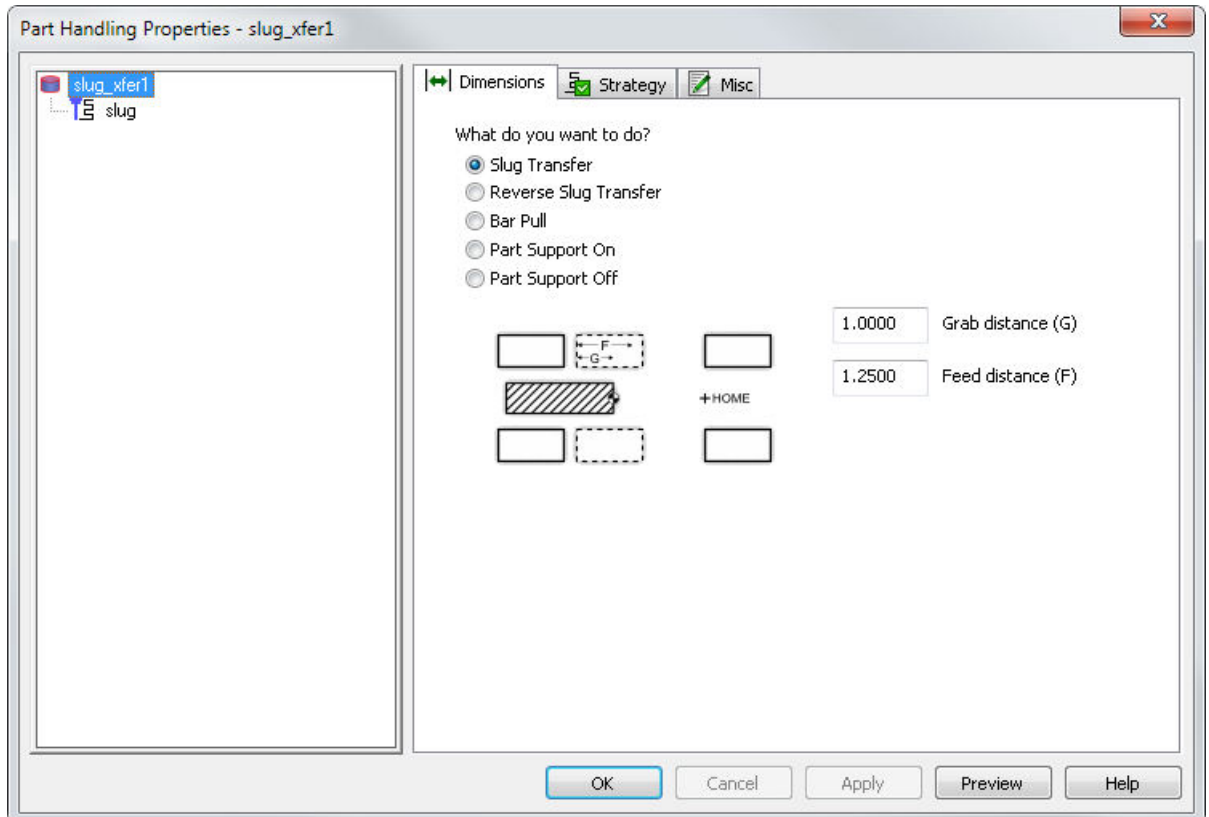 Part Handling Properties - slug_xfer1
slug_xfer1
slug
Dimensions Strategy Misc
What do you want to do?
Slug Transfer
Reverse Slug Transfer
Bar Pull
Part Support On
Part Support Off
F
G
+HOME
1.0000 Grab distance (G)
1.2500 Feed distance (F)
OK Cancel Apply Preview Help